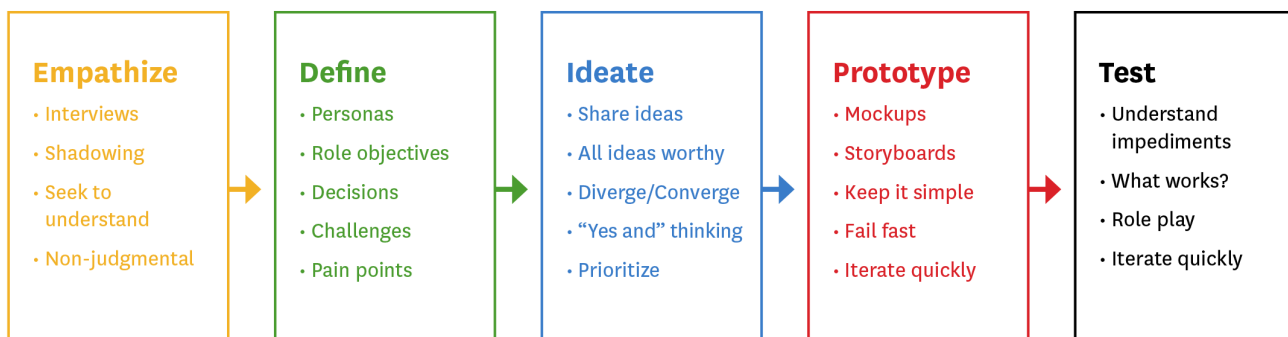 Empathize
• Interviews
• Shadowing
• Seek to
understand
• Non-judgmental
Define
• Personas
• Role objectives
• Decisions
• Challenges
• Pain points
Ideate
• Share ideas
• All ideas worthy
• Diverge/Converge
• “Yes and” thinking
• Prioritize
Prototype
• Mockups
• Storyboards
• Keep it simple
• Fail fast
• Iterate quickly
Test
• Understand
impediments
• What works?
• Role play
• Iterate quickly